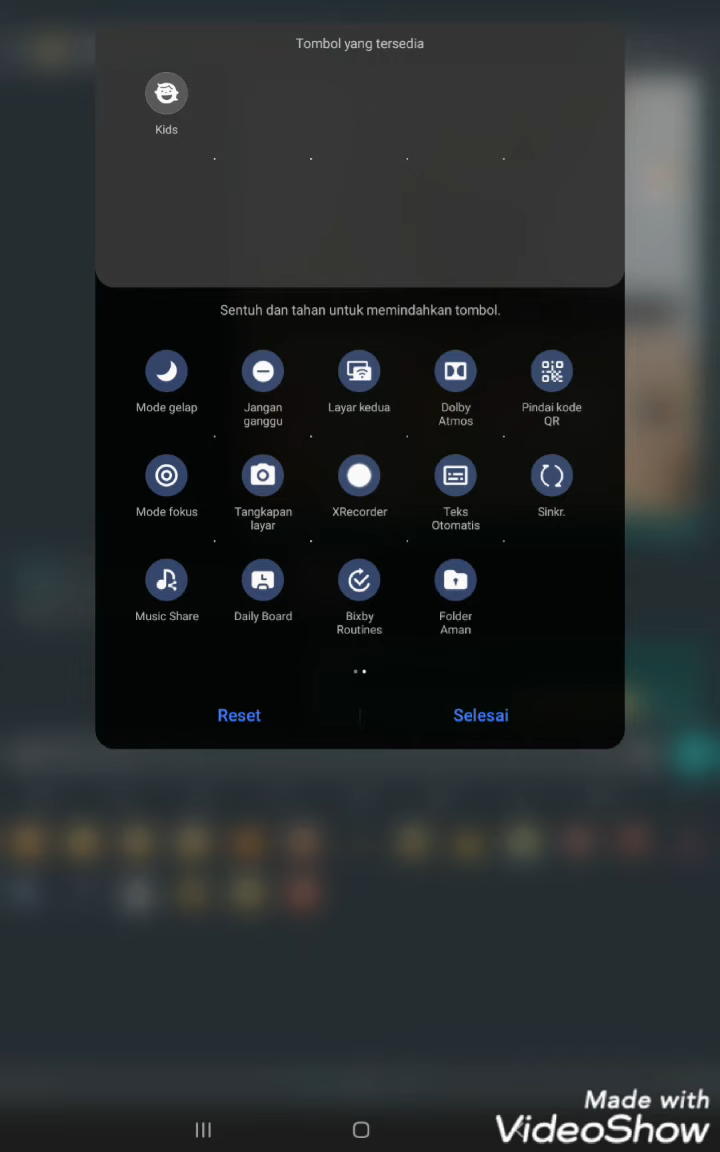 Tombol yang tersedia
Kids
Sentuh dan tahan untuk memindahkan tombol.
Mode gelap
Jangan
ganggu
Layar kedua
Dolby
Atmos
Pindai kode
QR
Mode fokus
Tangkapan
layar
XRecorder
Teks
Otomatis
Sinkr.
Music Share
Daily Board
Bixby
Routines
Folder
Aman
Reset
Selesai
Made with
VideoShow